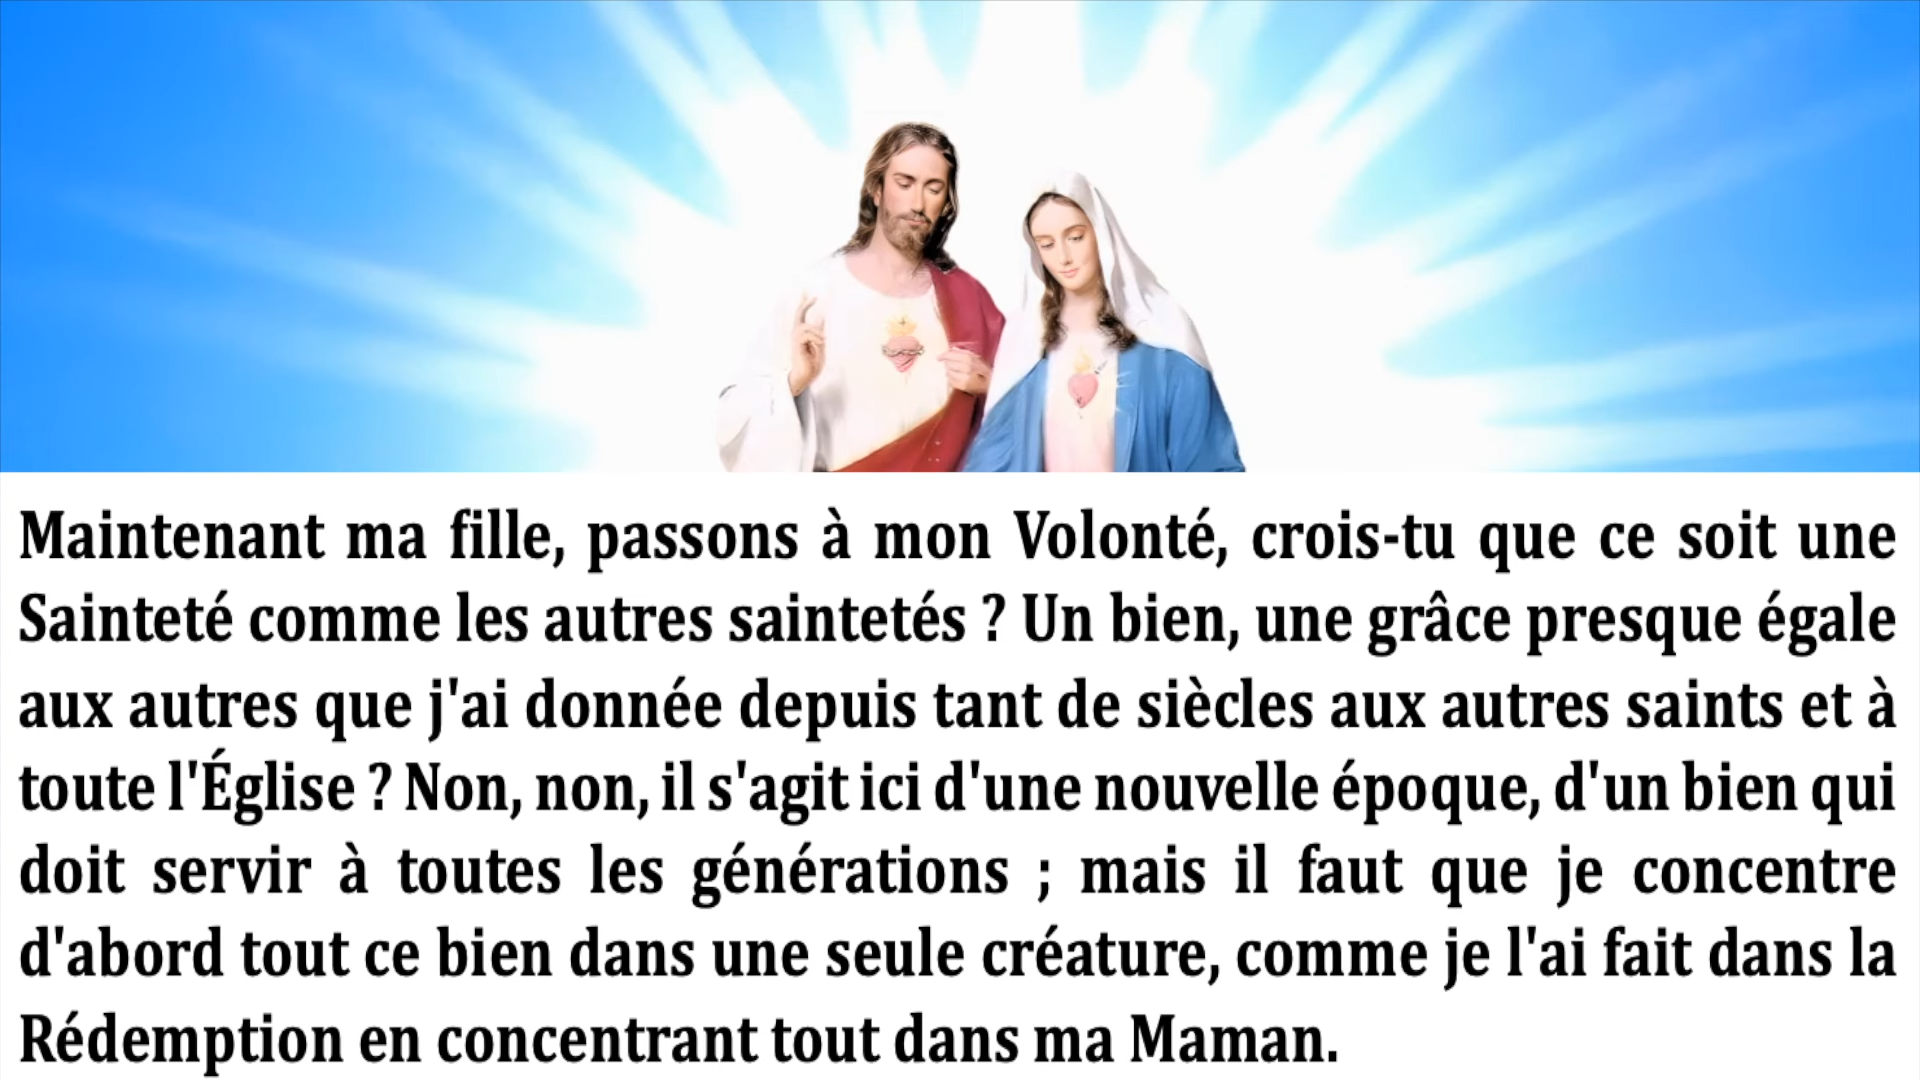 Maintenant ma fille, passons à mon Volonté, crois-tu que ce soit une
Sainteté comme les autres saintetés ? Un bien, une grâce presque égale
aux autres que j'ai donnée depuis tant de siècles aux autres saints et à
toute l'Église ? Non, non, il s'agit ici d'une nouvelle époque, d'un bien qui
doit servir à toutes les générations ; mais il faut que je concentre
d'abord tout ce bien dans une seule créature, comme je l'ai fait dans la
Rédemption en concentrant tout dans ma Maman.